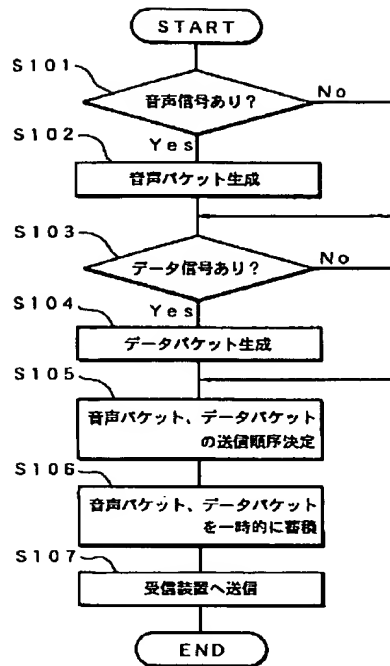 START
S101
音声信号あり?
No
S102
Yes
音声パケット生成
S103
データ信号あり?
No
S104
Yes
データパケット生成
S105
音声パケット、データパケット
の送信順序決定
S106
音声パケット、データパケット
を一時的に蓄積
S107
受信装置へ送信
END